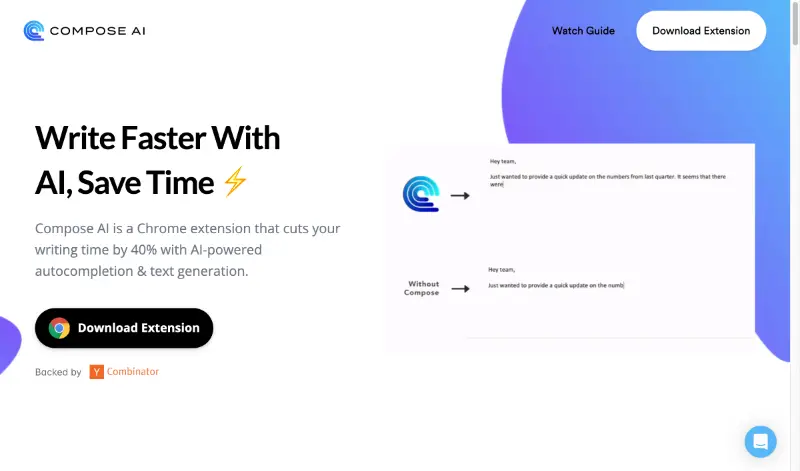 COMPOSE AI
Watch Guide
Download Extension
Write Faster With
AI, Save Time ⚡
Compose AI is a Chrome extension that cuts your
writing time by 40% with AI-powered
autocompletion & text generation.
Download Extension
Backed by Y Combinator
Hey team,
Just wanted to provide a quick update on the numbers from last quarter. It seems that there
were
Without
Compose
Hey team,
Just wanted to provide a quick update on the numb